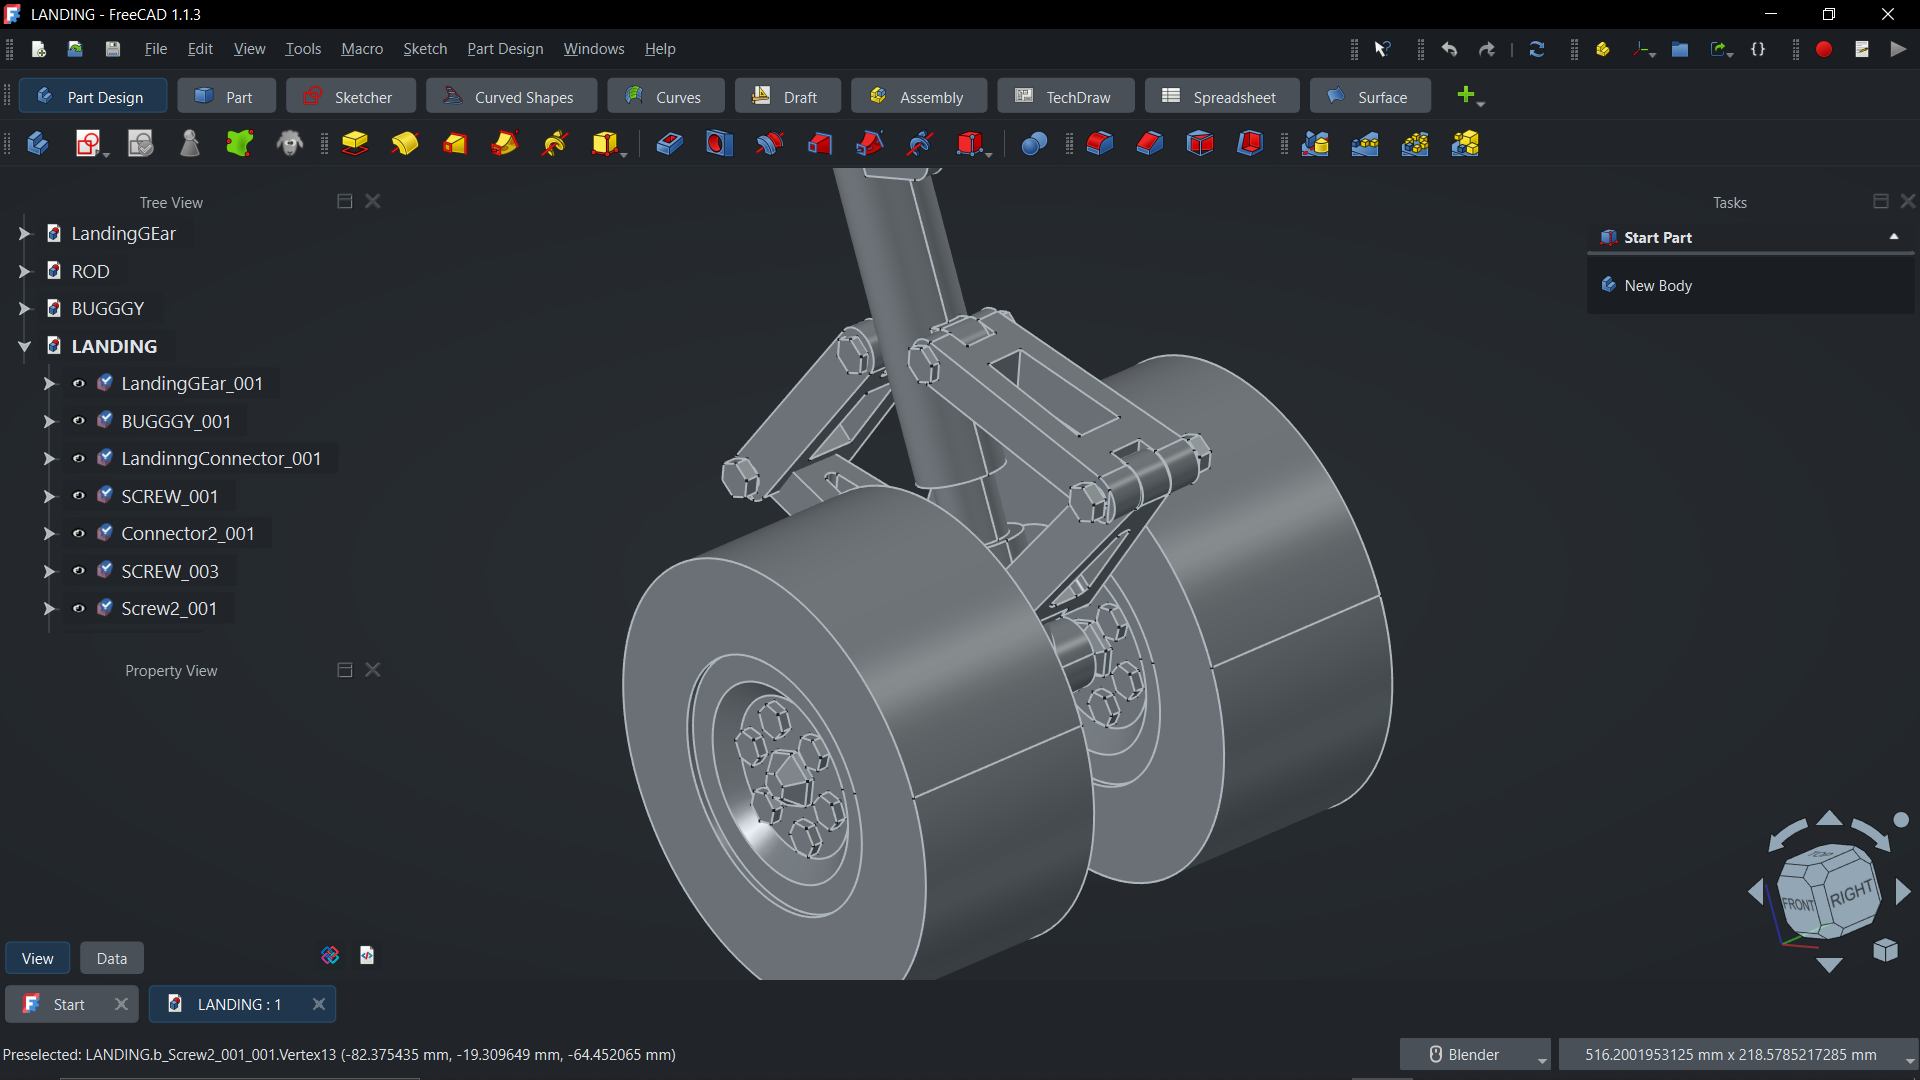 LANDING - FreeCAD 1.1.3
File Edit View Tools Macro Sketch Part Design Windows Help
Part Design Part Sketcher Curved Shapes Curves Draft Assembly TechDraw Spreadsheet Surface
Tree View
Tasks
LandingGEar
Start Part
ROD
New Body
BUGGGY
LANDING
LandingGEar_001
BUGGGY_001
LandinngConnector_001
SCREW_001
Connector2_001
SCREW_003
Screw2_001
Property View
TOP
FRONT
RIGHT
View Data
Start
LANDING : 1
Preselected: LANDING.b_Screw2_001_001.Vertex13 (-82.375435 mm, -19.309649 mm, -64.452065 mm)
Blender
516.2001953125 mm x 218.5785217285 mm